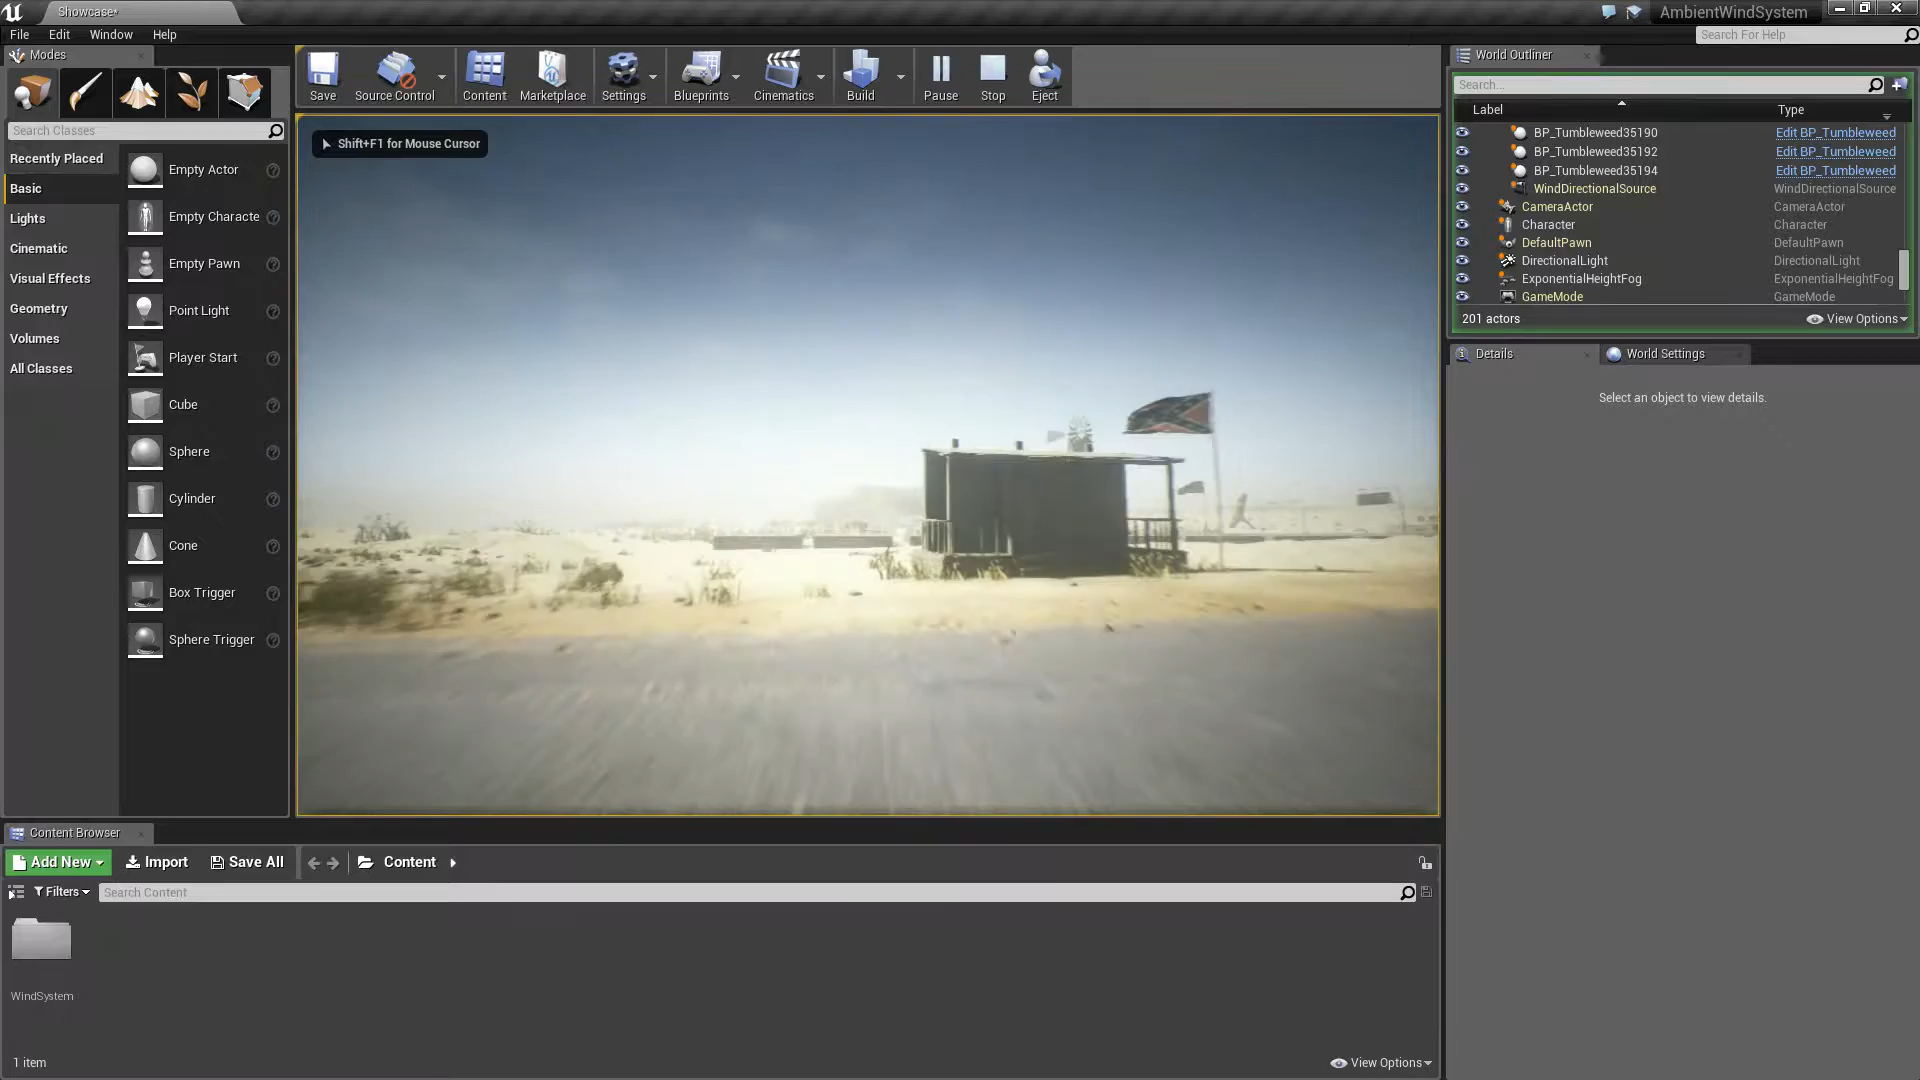 Showcase*
AmbientWindSystem
File Edit Window Help
Search For Help
Modes
Search Classes
Recently Placed
Basic
Lights
Cinematic
Visual Effects
Geometry
Volumes
All Classes
Empty Actor
Empty Characte
Empty Pawn
Point Light
Player Start
Cube
Sphere
Cylinder
Cone
Box Trigger
Sphere Trigger
Save
Source Control
Content
Marketplace
Settings
Blueprints
Cinematics
Build
Pause
Stop
Eject
Shift+F1 for Mouse Cursor
World Outliner
Search...
Label Type
BP_Tumbleweed35190 Edit BP_Tumbleweed
BP_Tumbleweed35192 Edit BP_Tumbleweed
BP_Tumbleweed35194 Edit BP_Tumbleweed
WindDirectionalSource WindDirectionalSource
CameraActor CameraActor
Character Character
DefaultPawn DefaultPawn
DirectionalLight DirectionalLight
ExponentialHeightFog ExponentialHeightFog
GameMode GameMode
201 actors View Options
Details World Settings
Select an object to view details.
Content Browser
Add New Import Save All Content
Filters Search Content
WindSystem
1 item View Options